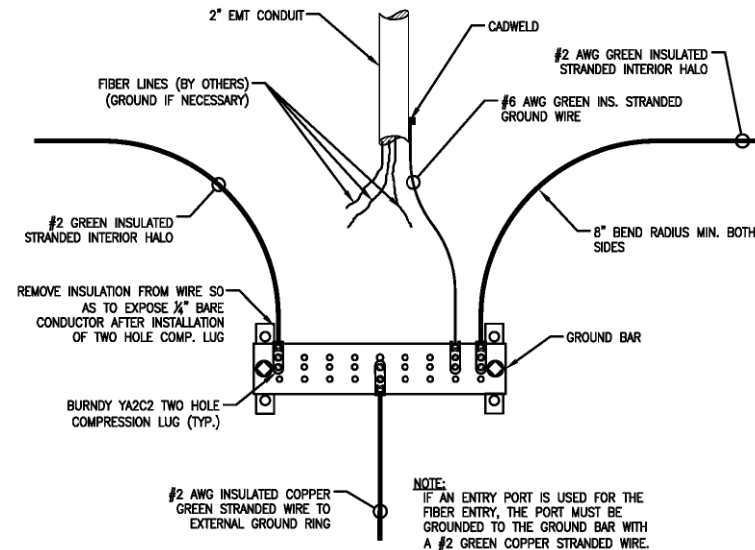 2" EMT CONDUIT
CADWELD
#2 AWG GREEN INSULATED
STRANDED INTERIOR HALO
FIBER LINES (BY OTHERS)
(GROUND IF NECESSARY)
#6 AWG GREEN INS. STRANDED
GROUND WIRE
#2 GREEN INSULATED
STRANDED INTERIOR HALO
8" BEND RADIUS MIN. BOTH
SIDES
REMOVE INSULATION FROM WIRE SO
AS TO EXPOSE ¼" BARE
CONDUCTOR AFTER INSTALLATION
OF TWO HOLE COMP. LUG
GROUND BAR
BURNDY YA2C2 TWO HOLE
COMPRESSION LUG (TYP.)
#2 AWG INSULATED COPPER
GREEN STRANDED WIRE TO
EXTERNAL GROUND RING
NOTE:
IF AN ENTRY PORT IS USED FOR THE
FIBER ENTRY, THE PORT MUST BE
GROUNDED TO THE GROUND BAR WITH
A #2 GREEN COPPER STRANDED WIRE.